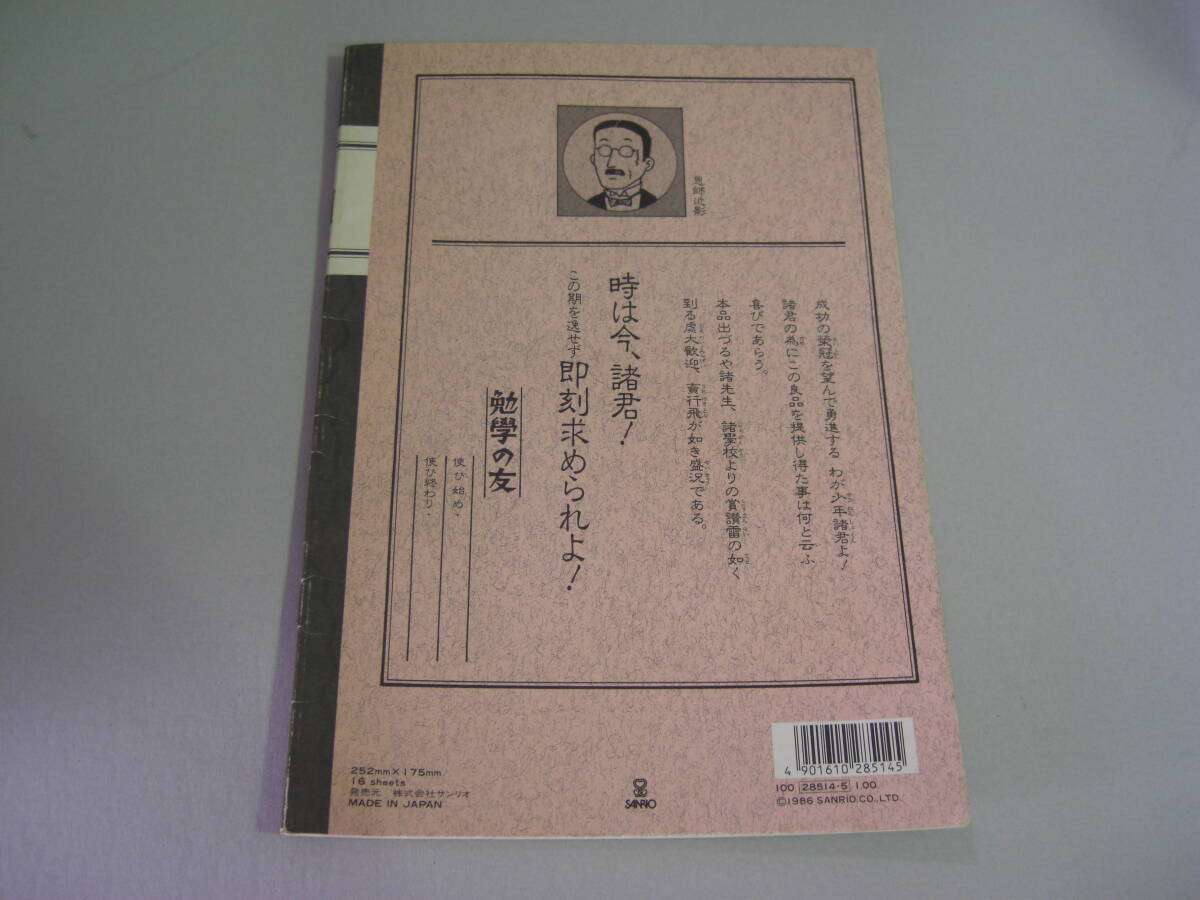 恩師近影
成功の榮冠を望んで勇進する わが少年諸君よ!
諸君の為にこの良品を提供し得た事は何と云ふ
喜びであらう。
本品出づるや諸先生、諸學校よりの賞讃雷の如く
到る處大歡迎、賣行飛が如き盛況である。
時は今、諸君!
この期を逸せず即刻求められよ!
勉學の友
使ひ始め・
使ひ終わり・
252mm×175mm
16 sheets
発売元 株式会社サンリオ
MADE IN JAPAN
SANRIO
4 901610 285145
100 28514・5 1.00
©1986 SANRIO.CO.,LTD.